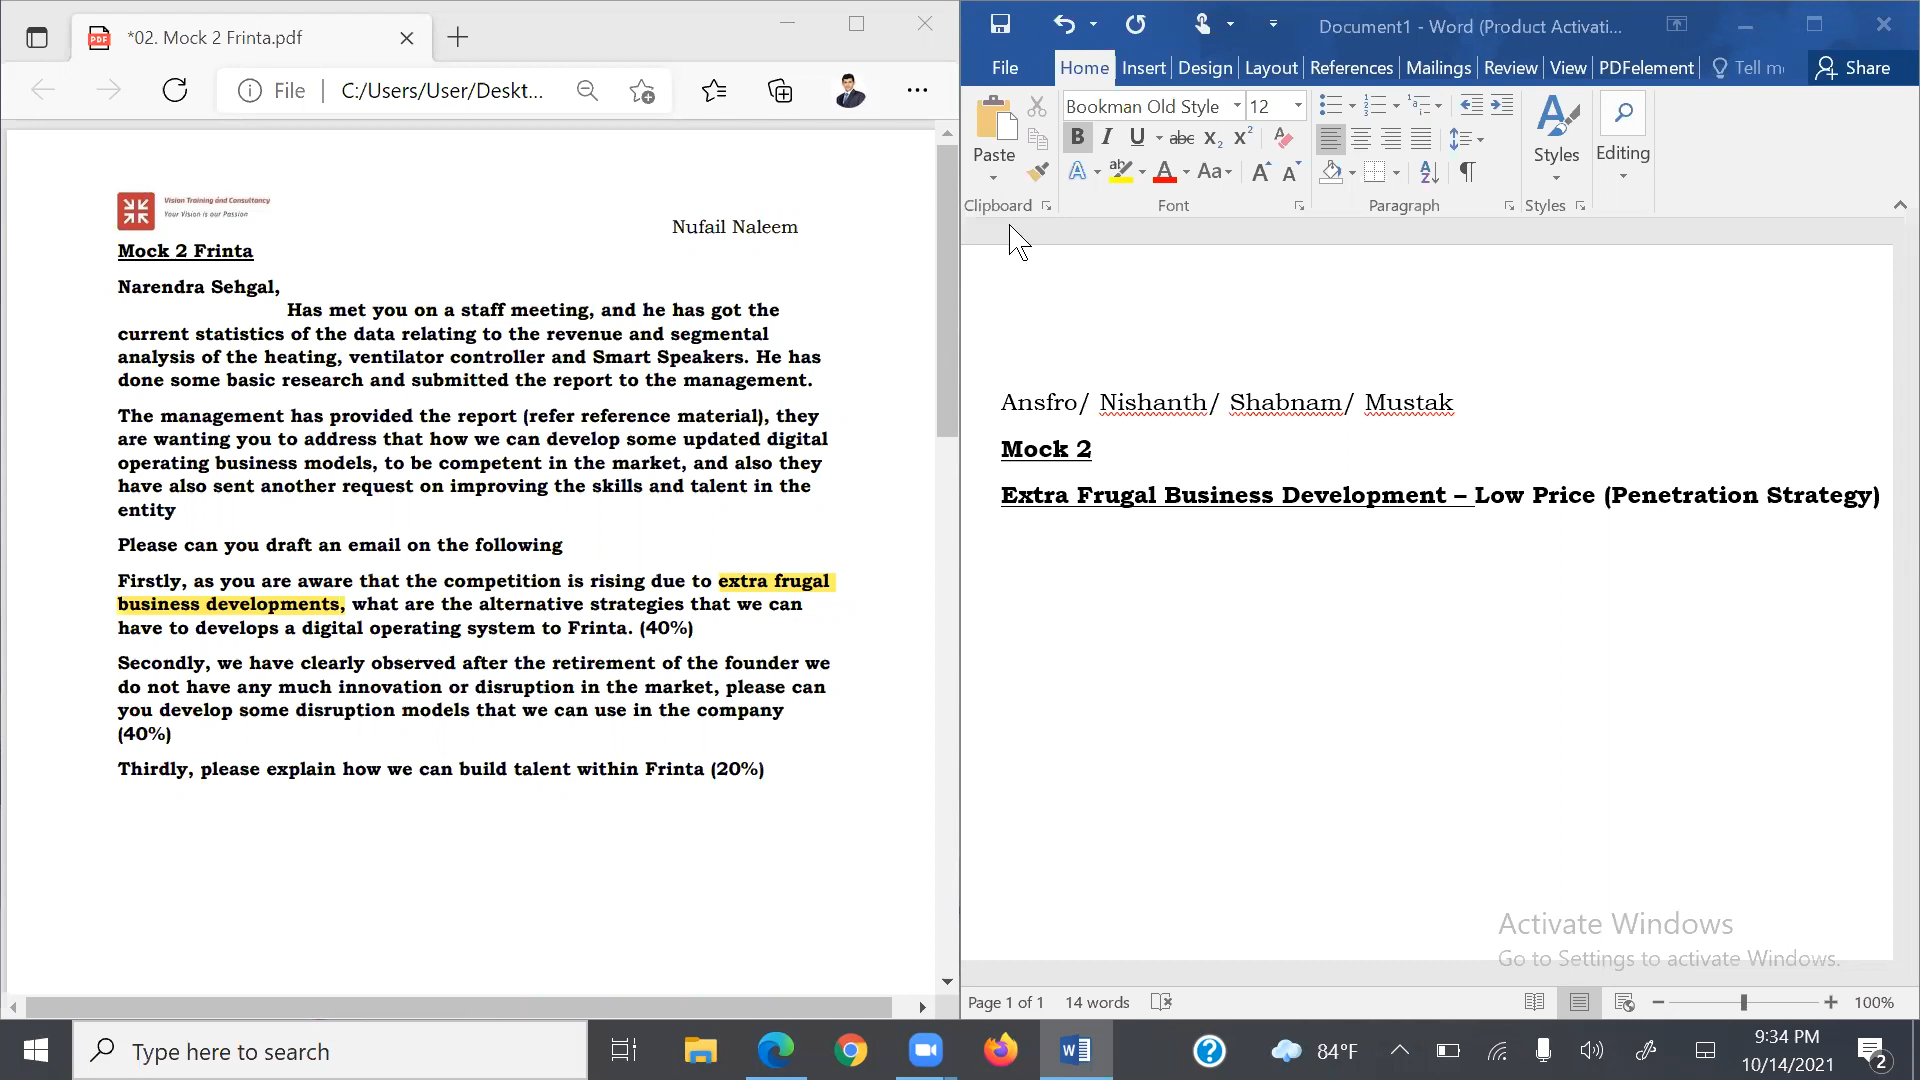 *02. Mock 2 Frinta.pdf
File
C:/Users/User/Deskt...
Vision Training and Consultancy
Your Vision is our Passion
Nufail Naleem
Mock 2 Frinta
Narendra Sehgal,
Has met you on a staff meeting, and he has got the
current statistics of the data relating to the revenue and segmental
analysis of the heating, ventilator controller and Smart Speakers. He has
done some basic research and submitted the report to the management.
The management has provided the report (refer reference material), they
are wanting you to address that how we can develop some updated digital
operating business models, to be competent in the market, and also they
have also sent another request on improving the skills and talent in the
entity
Please can you draft an email on the following
Firstly, as you are aware that the competition is rising due to extra frugal
business developments, what are the alternative strategies that we can
have to develops a digital operating system to Frinta. (40%)
Secondly, we have clearly observed after the retirement of the founder we
do not have any much innovation or disruption in the market, please can
you develop some disruption models that we can use in the company
(40%)
Thirdly, please explain how we can build talent within Frinta (20%)
Document1 - Word (Product Activati...
File Home Insert Design Layout References Mailings Review View PDFelement Tell me Share
Paste
Bookman Old Style 12
Styles
Editing
Clipboard Font Paragraph Styles
Ansfro/ Nishanth/ Shabnam/ Mustak
Mock 2
Extra Frugal Business Development – Low Price (Penetration Strategy)
Activate Windows
Go to Settings to activate Windows.
Page 1 of 1 14 words
100%
Type here to search
84°F
9:34 PM
10/14/2021
2